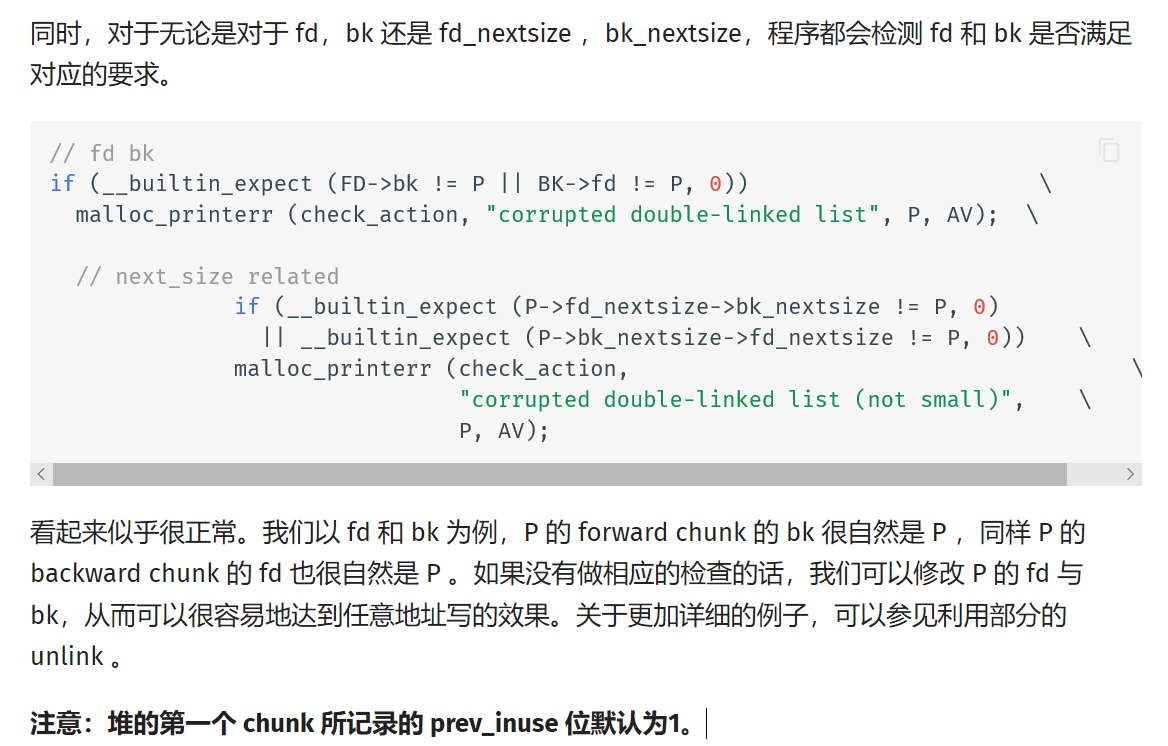 同时，对于无论是对于 fd，bk 还是 fd_nextsize ，bk_nextsize，程序都会检测 fd 和 bk 是否满足
对应的要求。
// fd bk
if (__builtin_expect (FD->bk != P || BK->fd != P, 0))                      \
  malloc_printerr (check_action, "corrupted double-linked list", P, AV);  \
  // next_size related
              if (__builtin_expect (P->fd_nextsize->bk_nextsize != P, 0)
                || __builtin_expect (P->bk_nextsize->fd_nextsize != P, 0))    \
              malloc_printerr (check_action,                                      \
                               "corrupted double-linked list (not small)",    \
                               P, AV);
看起来似乎很正常。我们以 fd 和 bk 为例，P 的 forward chunk 的 bk 很自然是 P ，同样 P 的
backward chunk 的 fd 也很自然是 P 。如果没有做相应的检查的话，我们可以修改 P 的 fd 与
bk，从而可以很容易地达到任意地址写的效果。关于更加详细的例子，可以参见利用部分的
unlink 。
注意：堆的第一个 chunk 所记录的 prev_inuse 位默认为1。